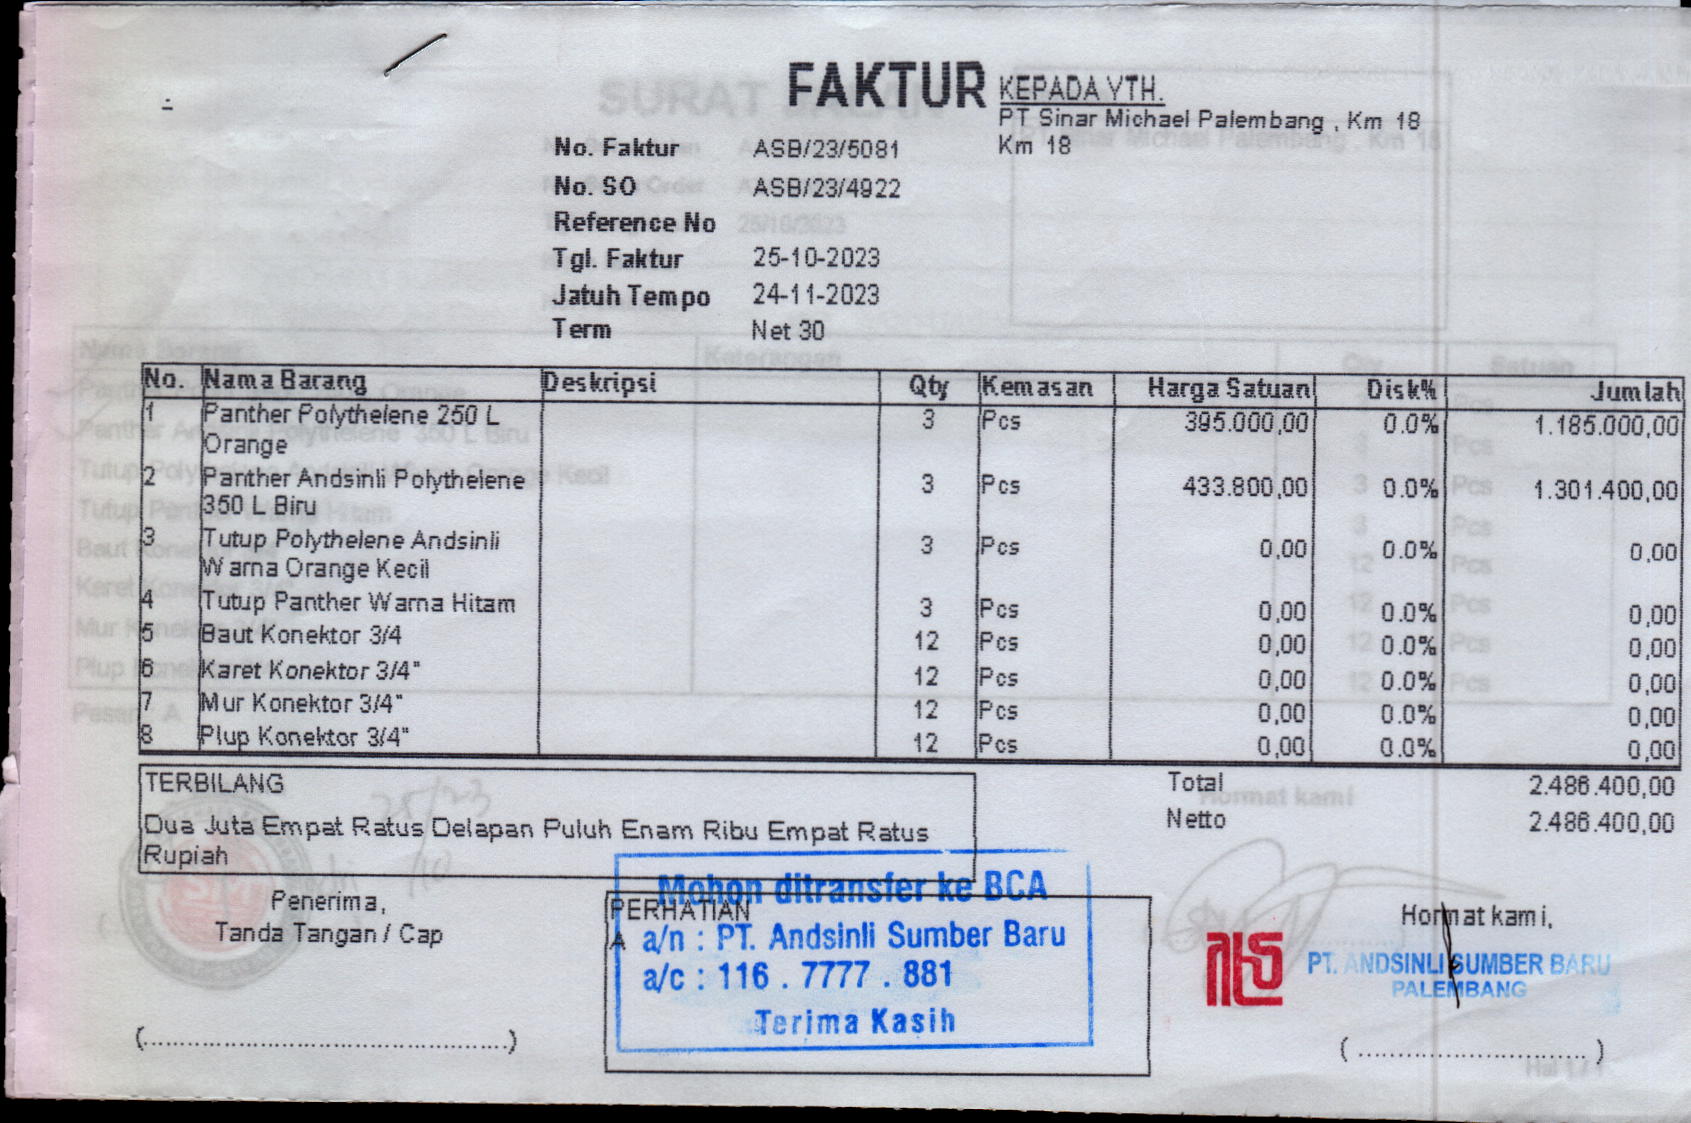 FAKTUR
KEPADA YTH.
PT Sinar Michael Palembang , Km 18
Km 18
No. Faktur ASB/23/5081
No. SO ASB/23/4922
Reference No
Tgl. Faktur 25-10-2023
Jatuh Tempo 24-11-2023
Term Net 30
No. Nama Barang Deskripsi Qty Kemasan Harga Satuan Disk% Jumlah
1 Panther Polythelene 250 L 3 Pcs 395.000,00 0.0% 1.185.000,00
Orange
2 Panther Andsinli Polythelene 3 Pcs 433.800,00 0.0% 1.301.400,00
350 L Biru
3 Tutup Polythelene Andsinli 3 Pcs 0,00 0.0% 0,00
Warna Orange Kecil
4 Tutup Panther Warna Hitam 3 Pcs 0,00 0.0% 0,00
5 Baut Konektor 3/4 12 Pcs 0,00 0.0% 0,00
6 Karet Konektor 3/4" 12 Pcs 0,00 0.0% 0,00
7 Mur Konektor 3/4" 12 Pcs 0,00 0.0% 0,00
8 Plup Konektor 3/4" 12 Pcs 0,00 0.0% 0,00
TERBILANG
Dua Juta Empat Ratus Delapan Puluh Enam Ribu Empat Ratus
Rupiah
Total 2.486.400,00
Netto 2.486.400,00
Penerima,
Tanda Tangan / Cap
(................................................)
PERHATIAN
A
Mohon ditransfer ke BCA
a/n : PT. Andsinli Sumber Baru
a/c : 116 . 7777 . 881
Terima Kasih
Hormat kami,
PT. ANDSINLI SUMBER BARU
PALEMBANG
( .............................. )